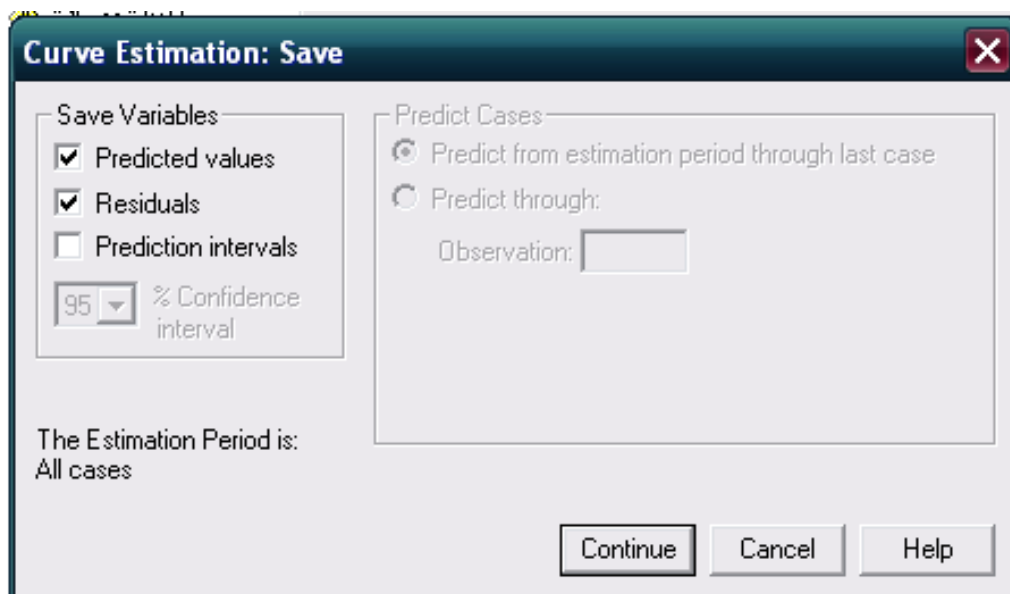 Curve Estimation: Save
Save Variables
Predicted values
Residuals
Prediction intervals
95
% Confidence
interval
The Estimation Period is:
All cases
Predict Cases
Predict from estimation period through last case
Predict through:
Observation:
Continue
Cancel
Help